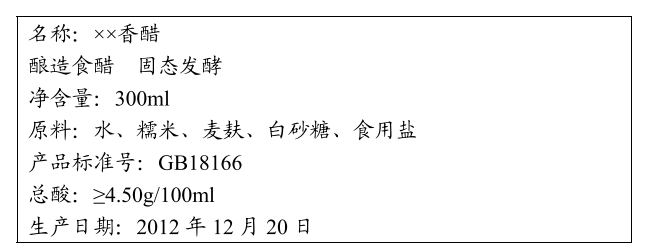 名称：××香醋
酿造食醋　固态发酵
净含量：300ml
原料：水、糯米、麦麸、白砂糖、食用盐
产品标准号：GB18166
总酸：≥4.50g/100ml
生产日期：2012 年 12 月 20 日